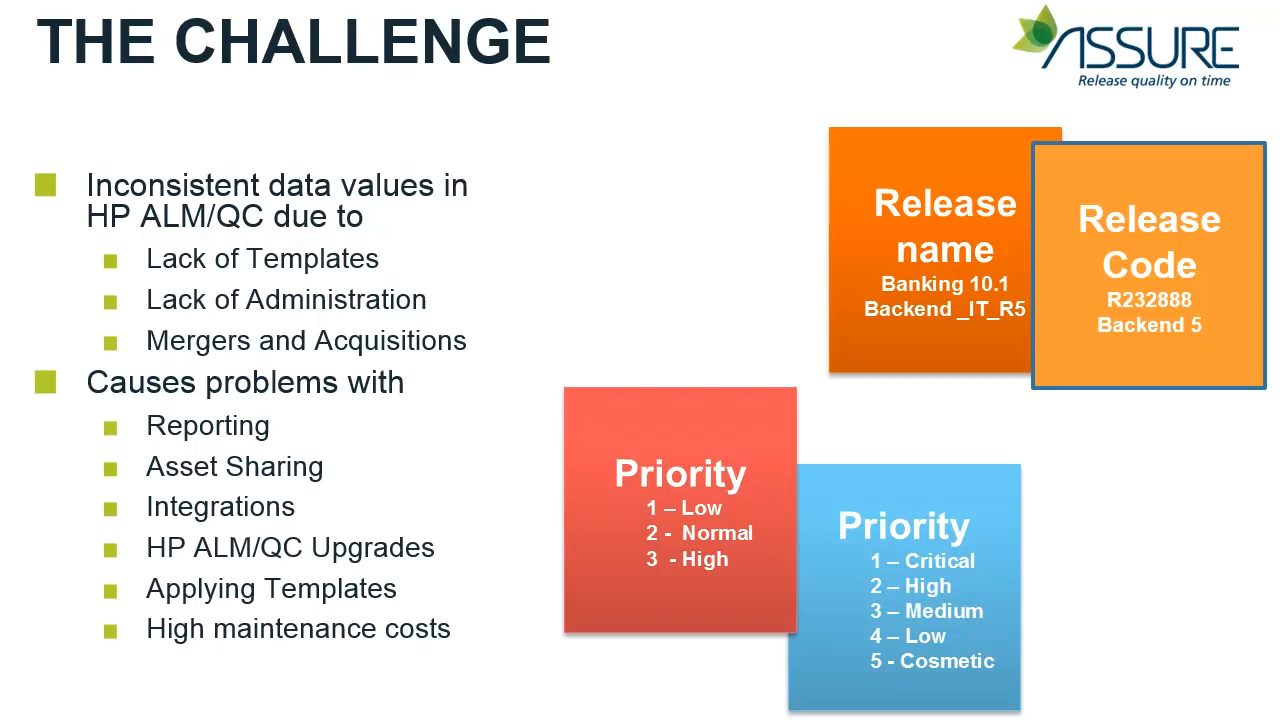 THE CHALLENGE
ASSURE
Release quality on time
Inconsistent data values in
HP ALM/QC due to
Lack of Templates
Lack of Administration
Mergers and Acquisitions
Causes problems with
Reporting
Asset Sharing
Integrations
HP ALM/QC Upgrades
Applying Templates
High maintenance costs
Release
name
Banking 10.1
Backend _IT_R5
Release
Code
R232888
Backend 5
Priority
1 – Low
2 - Normal
3 - High
Priority
1 – Critical
2 – High
3 – Medium
4 – Low
5 - Cosmetic